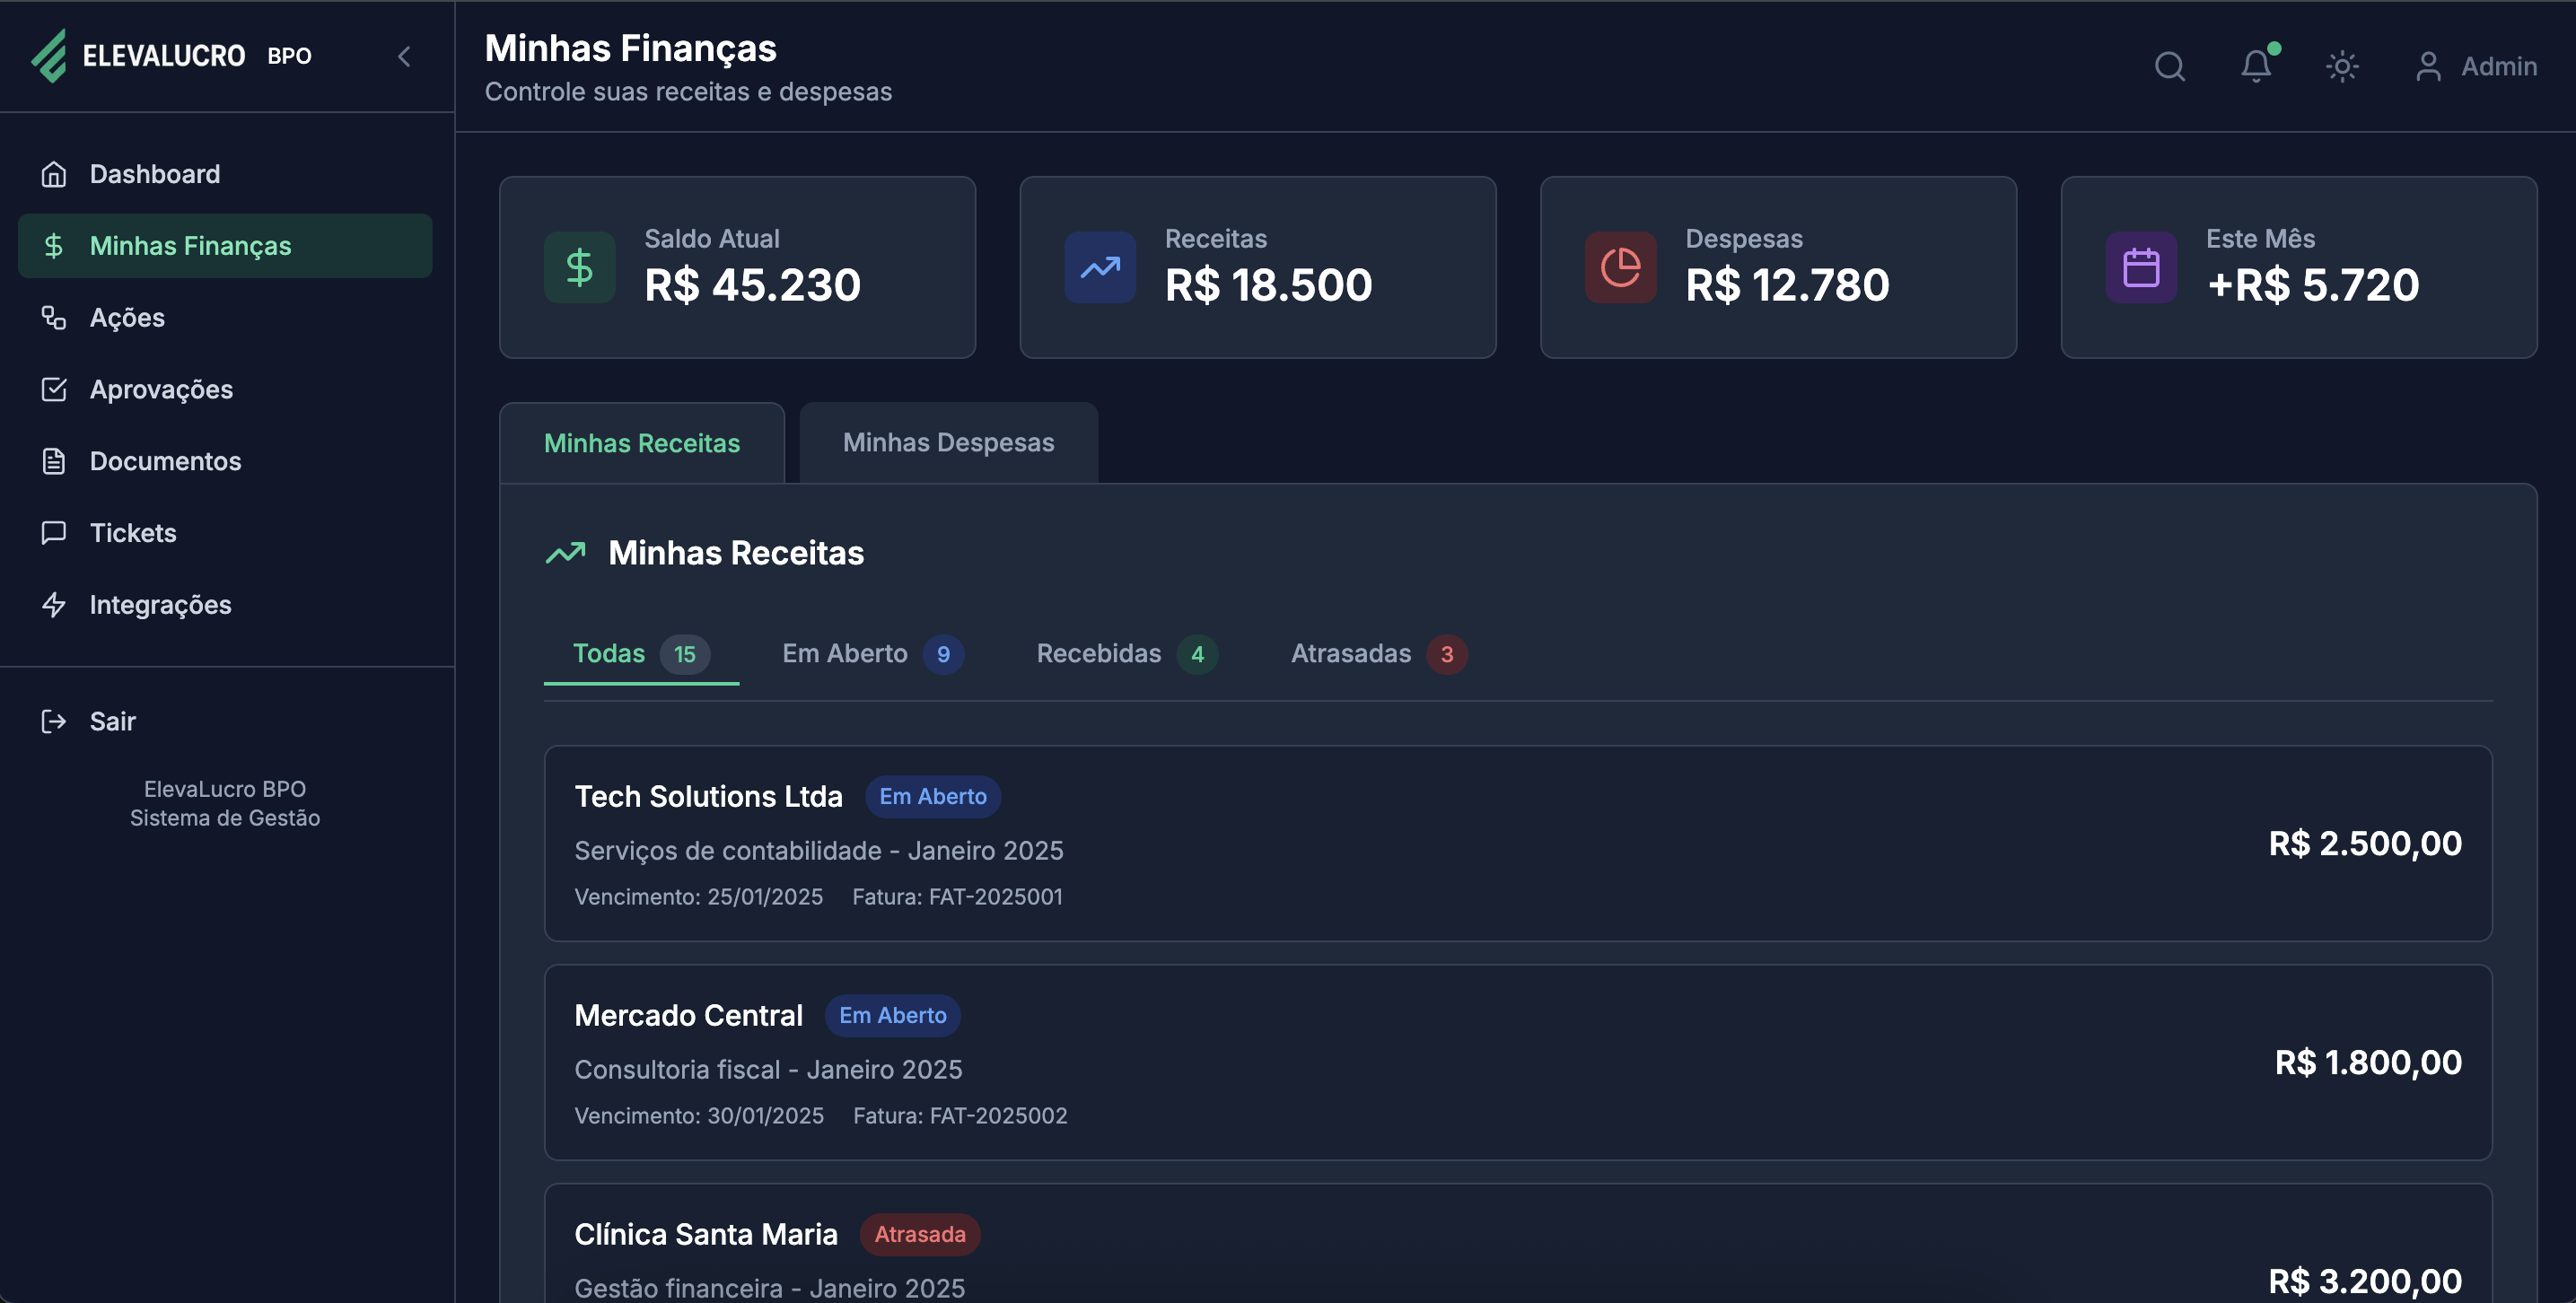 ELEVALUCRO BPO
Dashboard
Minhas Finanças
Ações
Aprovações
Documentos
Tickets
Integrações
Sair
ElevaLucro BPO
Sistema de Gestão
Minhas Finanças
Controle suas receitas e despesas
Admin
Saldo Atual
R$ 45.230
Receitas
R$ 18.500
Despesas
R$ 12.780
Este Mês
+R$ 5.720
Minhas Receitas
Minhas Despesas
Minhas Receitas
Todas 15
Em Aberto 9
Recebidas 4
Atrasadas 3
Tech Solutions Ltda Em Aberto
Serviços de contabilidade - Janeiro 2025
Vencimento: 25/01/2025 Fatura: FAT-2025001
R$ 2.500,00
Mercado Central Em Aberto
Consultoria fiscal - Janeiro 2025
Vencimento: 30/01/2025 Fatura: FAT-2025002
R$ 1.800,00
Clínica Santa Maria Atrasada
Gestão financeira - Janeiro 2025
R$ 3.200,00